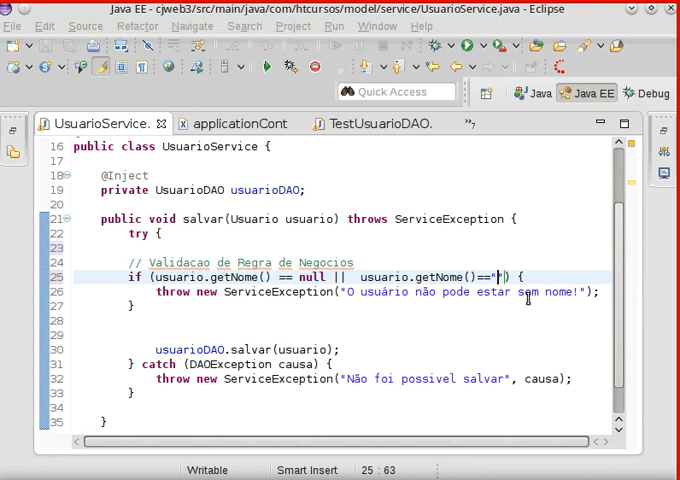 Java EE - cjweb3/src/main/java/com/htcursos/model/service/UsuarioService.java - Eclipse
File Edit Source Refactor Navigate Search Project Run Window Help
Quick Access
Java
Java EE
Debug
UsuarioService.
applicationCont
TestUsuarioDAO.
»7
16 public class UsuarioService {
17
18 @Inject
19 private UsuarioDAO usuarioDAO;
20
21 public void salvar(Usuario usuario) throws ServiceException {
22 try {
23
24 // Validacao de Regra de Negocios
25 if (usuario.getNome() == null || usuario.getNome()=="") {
26 throw new ServiceException("O usuário não pode estar sem nome!");
27 }
28
29
30 usuarioDAO.salvar(usuario);
31 } catch (DAOException causa) {
32 throw new ServiceException("Não foi possivel salvar", causa);
33 }
34
35 }
Writable
Smart Insert
25 : 63